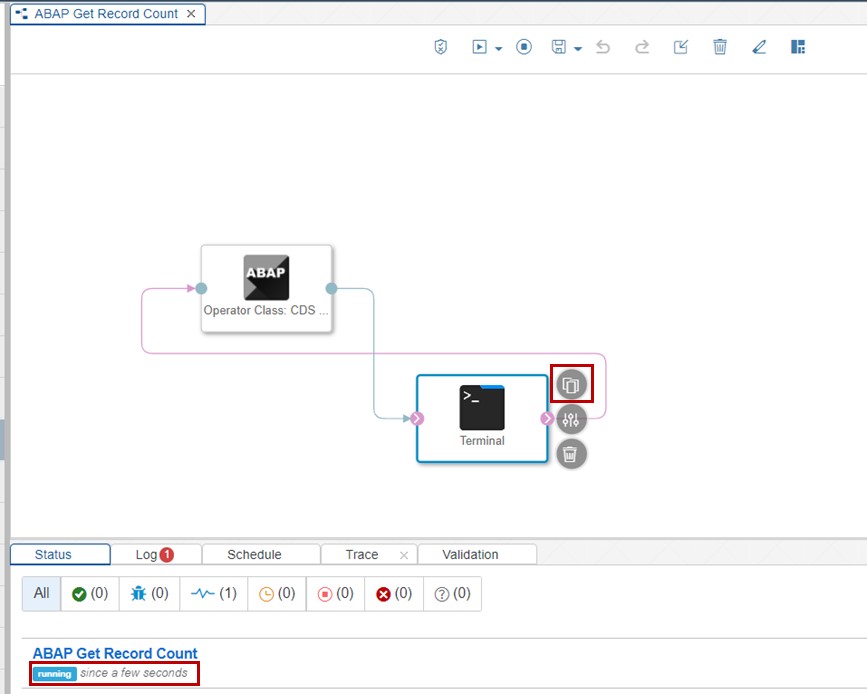 ABAP Get Record Count
ABAP
Operator Class: CDS ...
>_
Terminal
Status
Log 1
Schedule
Trace
Validation
All
(0)
(0)
(1)
(0)
(0)
(0)
(0)
ABAP Get Record Count
running since a few seconds